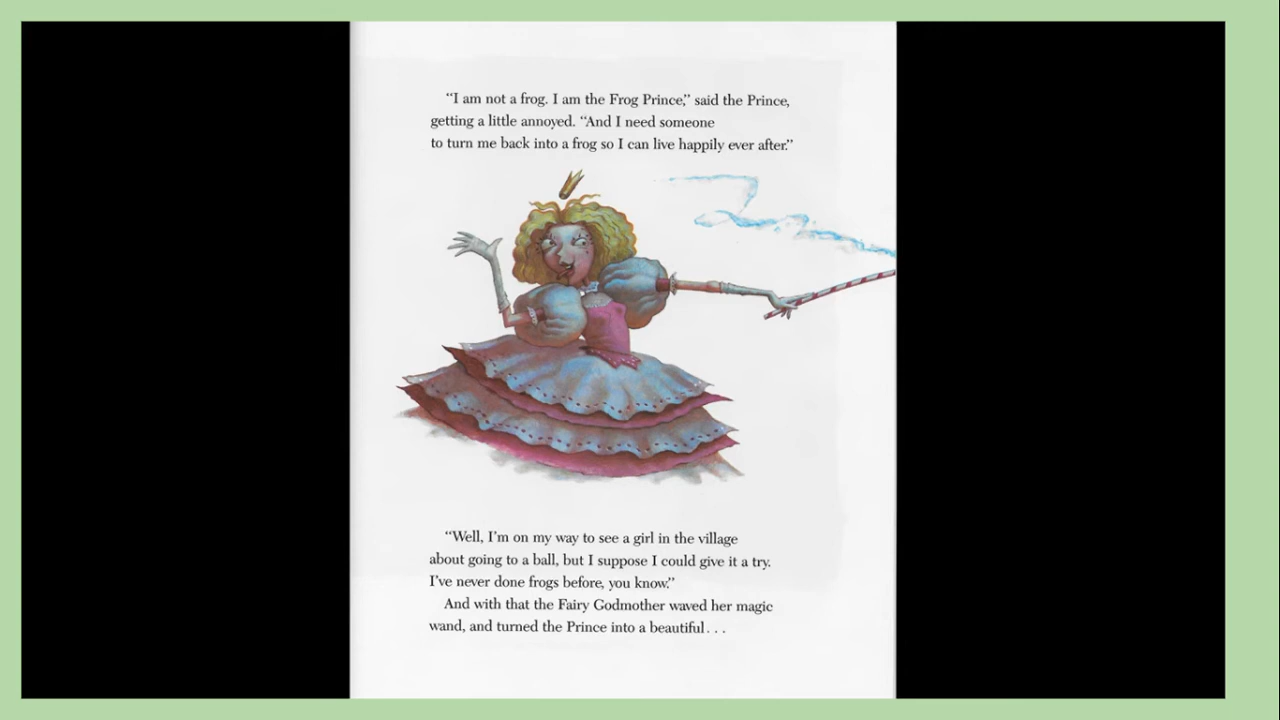 “I am not a frog. I am the Frog Prince,” said the Prince,
getting a little annoyed. “And I need someone
to turn me back into a frog so I can live happily ever after.”
“Well, I’m on my way to see a girl in the village
about going to a ball, but I suppose I could give it a try.
I’ve never done frogs before, you know.”
And with that the Fairy Godmother waved her magic
wand, and turned the Prince into a beautiful . . .